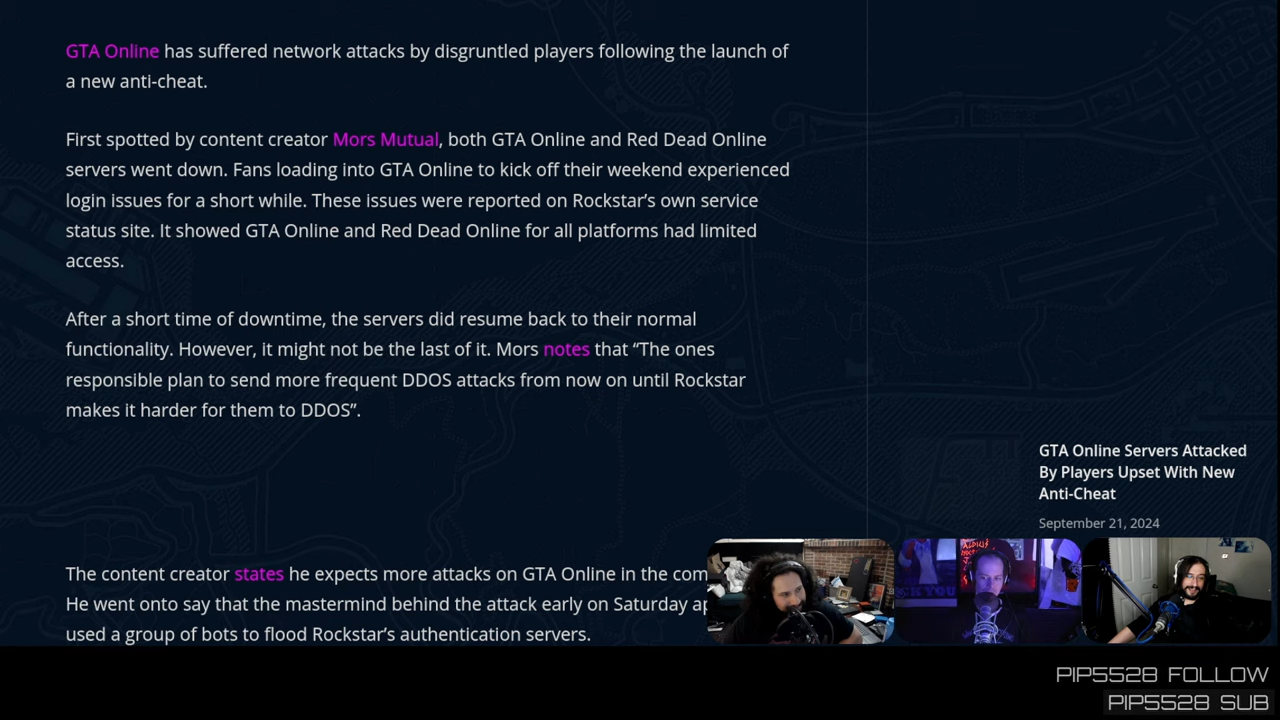 GTA Online has suffered network attacks by disgruntled players following the launch of
a new anti-cheat.
First spotted by content creator Mors Mutual, both GTA Online and Red Dead Online
servers went down. Fans loading into GTA Online to kick off their weekend experienced
login issues for a short while. These issues were reported on Rockstar’s own service
status site. It showed GTA Online and Red Dead Online for all platforms had limited
access.
After a short time of downtime, the servers did resume back to their normal
functionality. However, it might not be the last of it. Mors notes that “The ones
responsible plan to send more frequent DDOS attacks from now on until Rockstar
makes it harder for them to DDOS”.
The content creator states he expects more attacks on GTA Online in the com
He went onto say that the mastermind behind the attack early on Saturday ap
used a group of bots to flood Rockstar’s authentication servers.
GTA Online Servers Attacked
By Players Upset With New
Anti-Cheat
September 21, 2024
PIP5528 FOLLOW
PIP5528 SUB